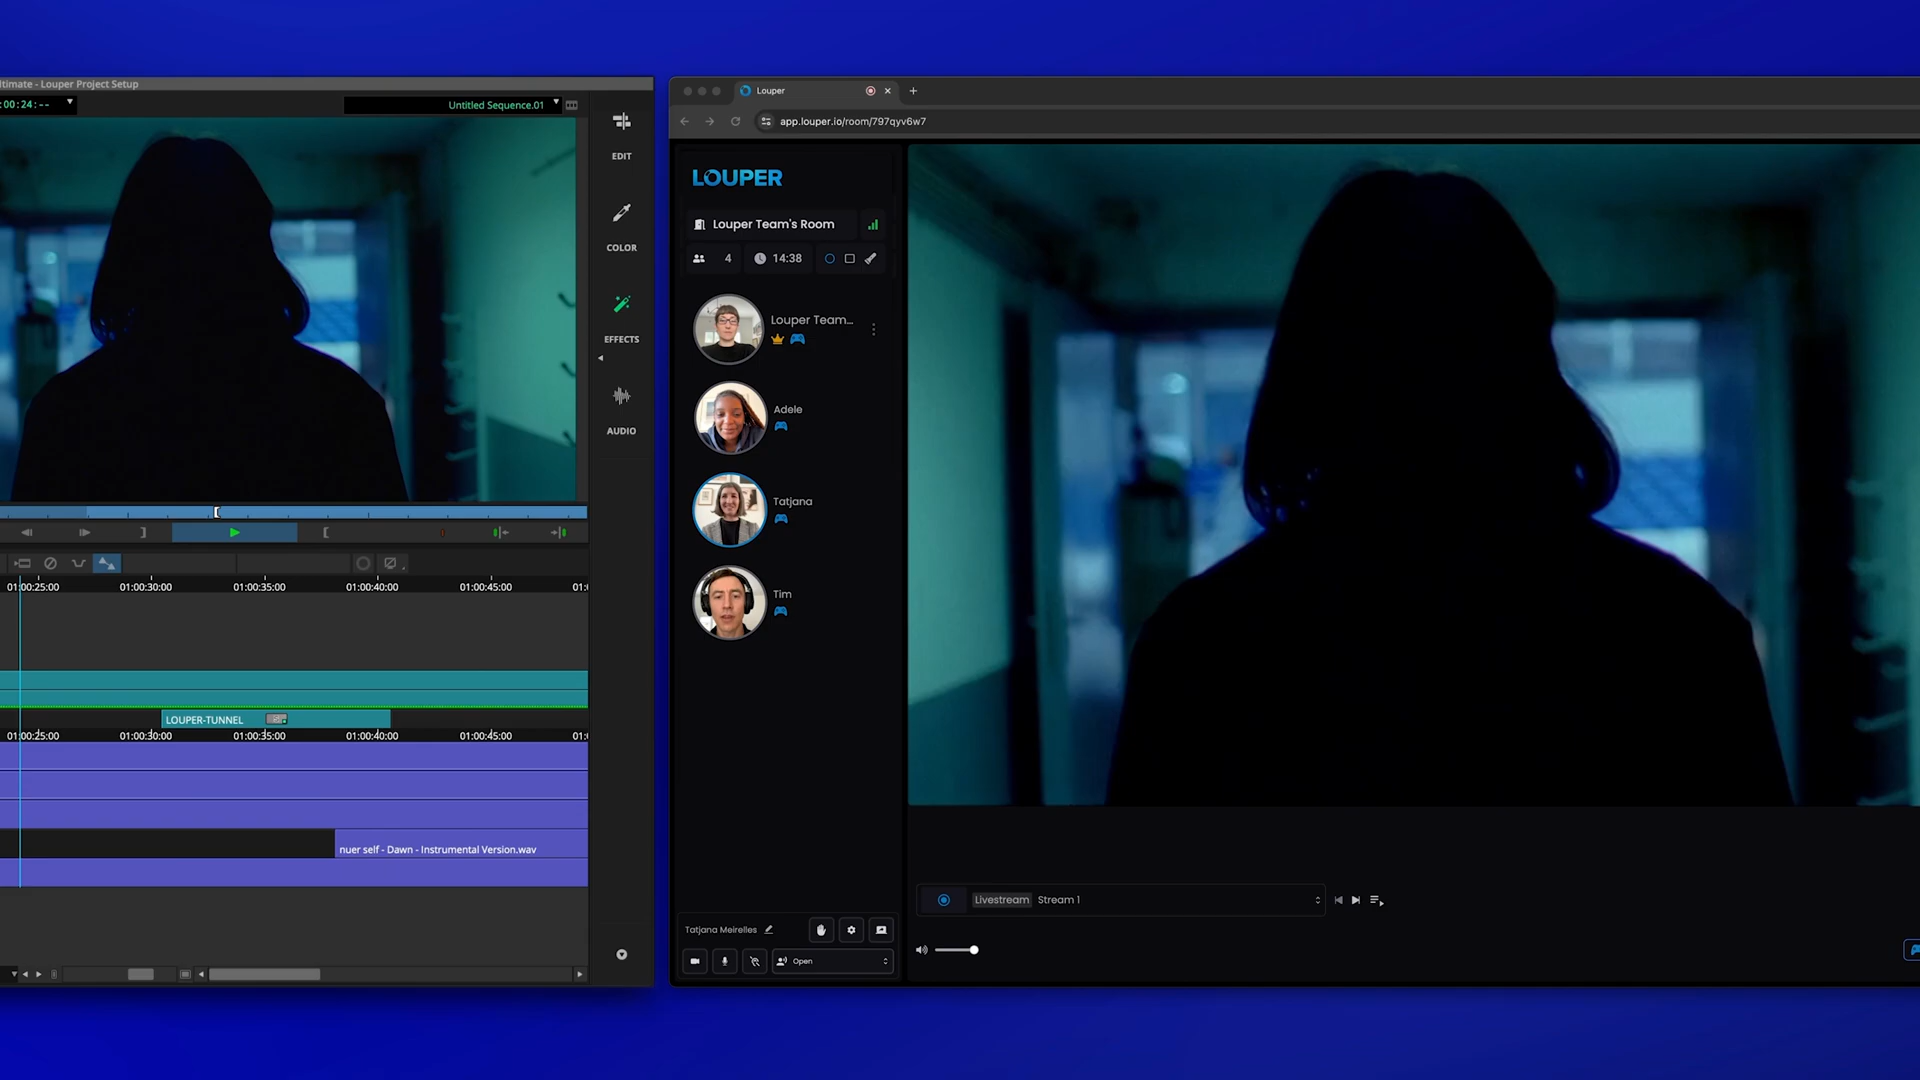 ltimate - Louper Project Setup
:00:24:--
Untitled Sequence.01
EDIT
COLOR
EFFECTS
AUDIO
01:00:25:00 01:00:30:00 01:00:35:00 01:00:40:00 01:00:45:00 01:
LOUPER-TUNNEL
01:00:25:00 01:00:30:00 01:00:35:00 01:00:40:00 01:00:45:00 01:
nuer self - Dawn - Instrumental Version.wav
Louper
app.louper.io/room/797qyv6w7
LOUPER
Louper Team's Room
4 14:38
Louper Team...
Adele
Tatjana
Tim
Tatjana Meirelles
Open
Livestream Stream 1